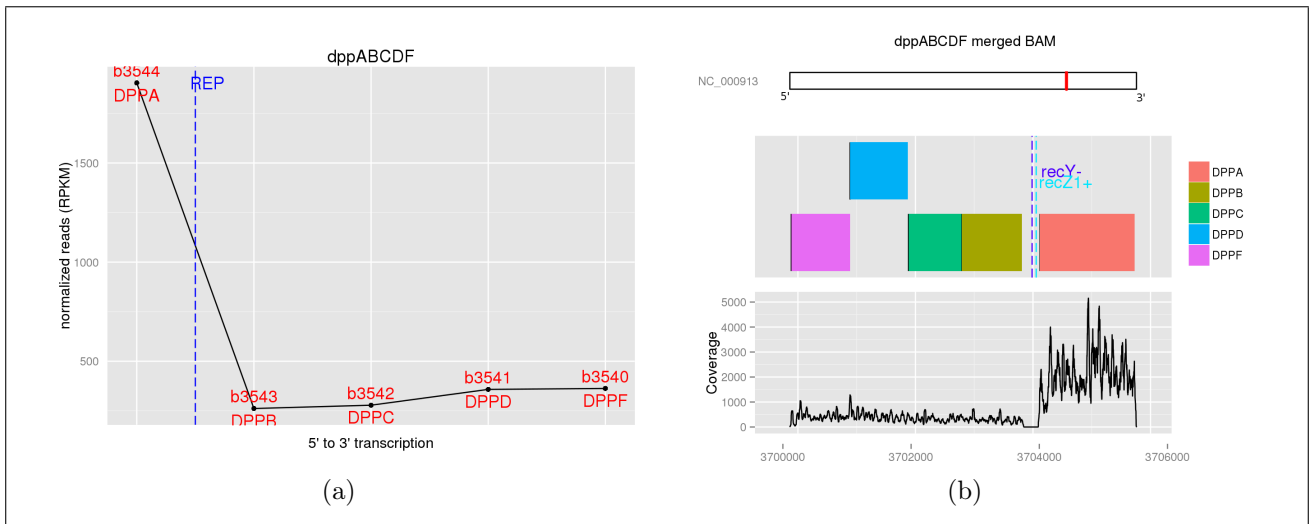 dppABCDF
b3544
DPPA
REP
1500
1000
500
normalized reads (RPKM)
b3543
DPPB
b3542
DPPC
b3541
DPPD
b3540
DPPF
5' to 3' transcription
(a)
dppABCDF merged BAM
NC_000913
5'
3'
recY-
recZ1+
DPPA
DPPB
DPPC
DPPD
DPPF
Coverage
5000
4000
3000
2000
1000
0
3700000
3702000
3704000
3706000
(b)